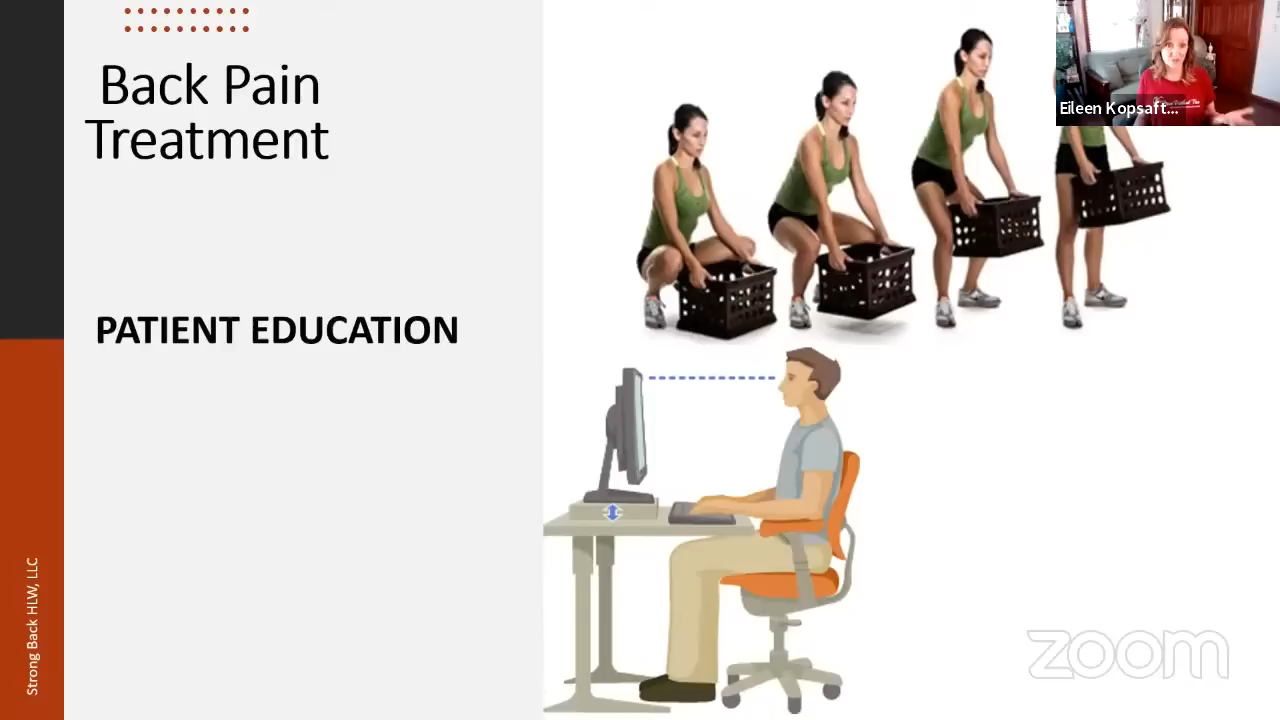 Back Pain
Treatment
PATIENT EDUCATION
Strong Back HLW, LLC
Eileen Kopsaft...
zoom